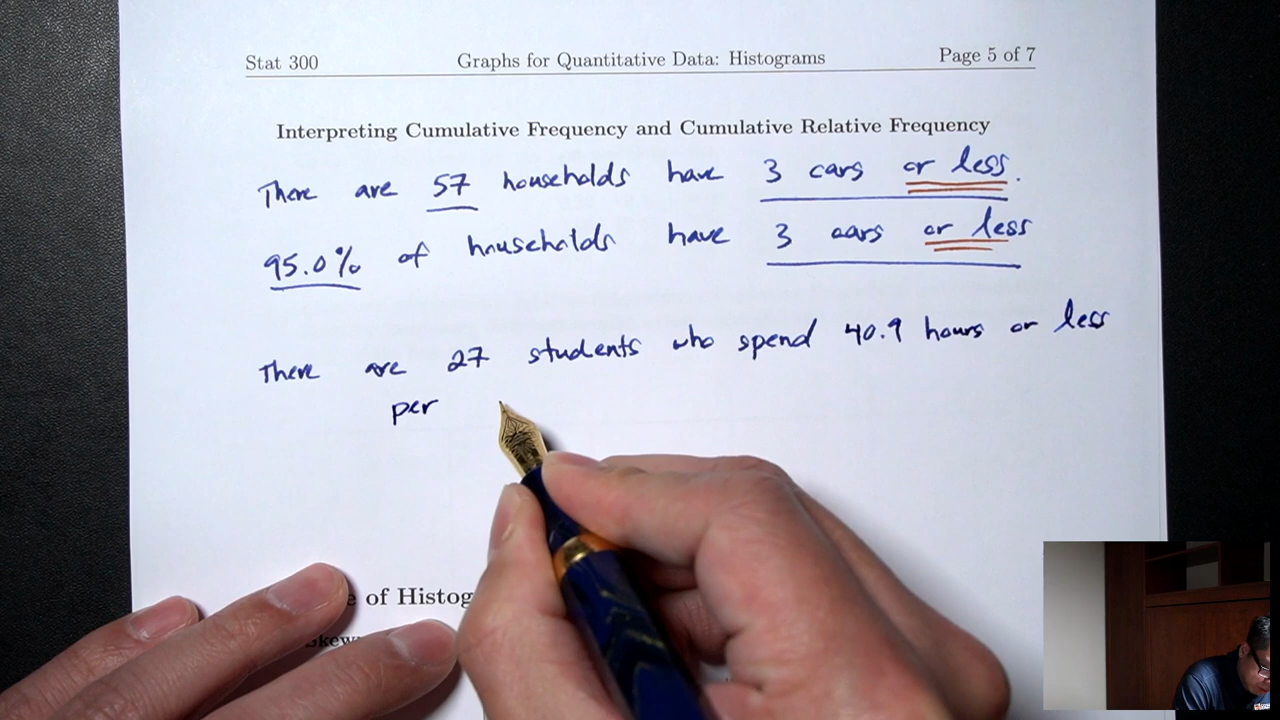 Stat 300 Graphs for Quantitative Data: Histograms Page 5 of 7
Interpreting Cumulative Frequency and Cumulative Relative Frequency
There are 57 households have 3 cars or less.
95.0% of households have 3 cars or less
There are 27 students who spend 40.9 hours or less
per
of Histog
Skew